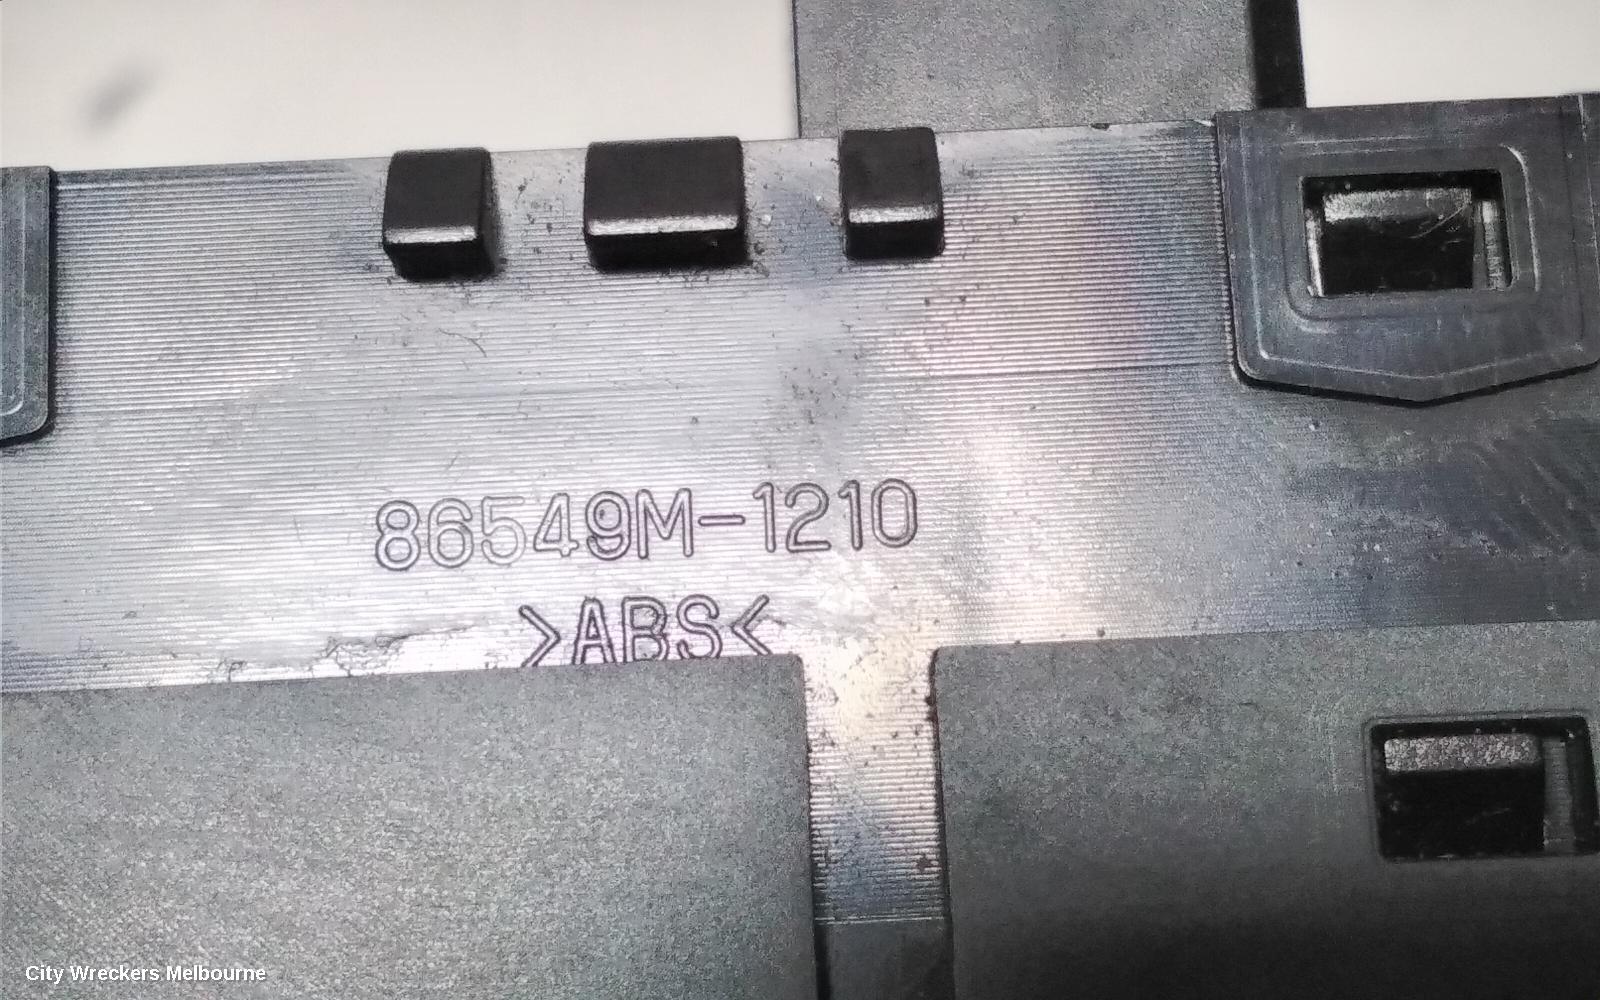 86549M-1210
>ABS<
City Wreckers Melbourne